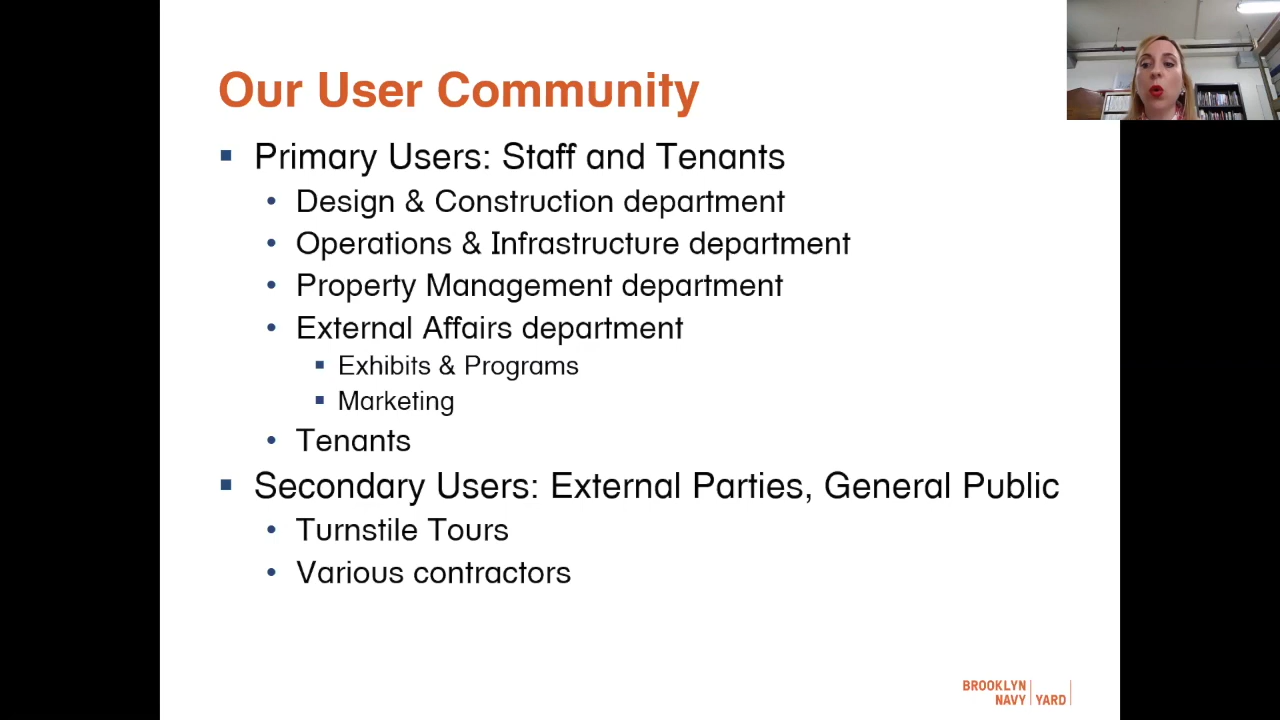 Our User Community
Primary Users: Staff and Tenants
Design & Construction department
Operations & Infrastructure department
Property Management department
External Affairs department
Exhibits & Programs
Marketing
Tenants
Secondary Users: External Parties, General Public
Turnstile Tours
Various contractors
BROOKLYN
NAVY YARD